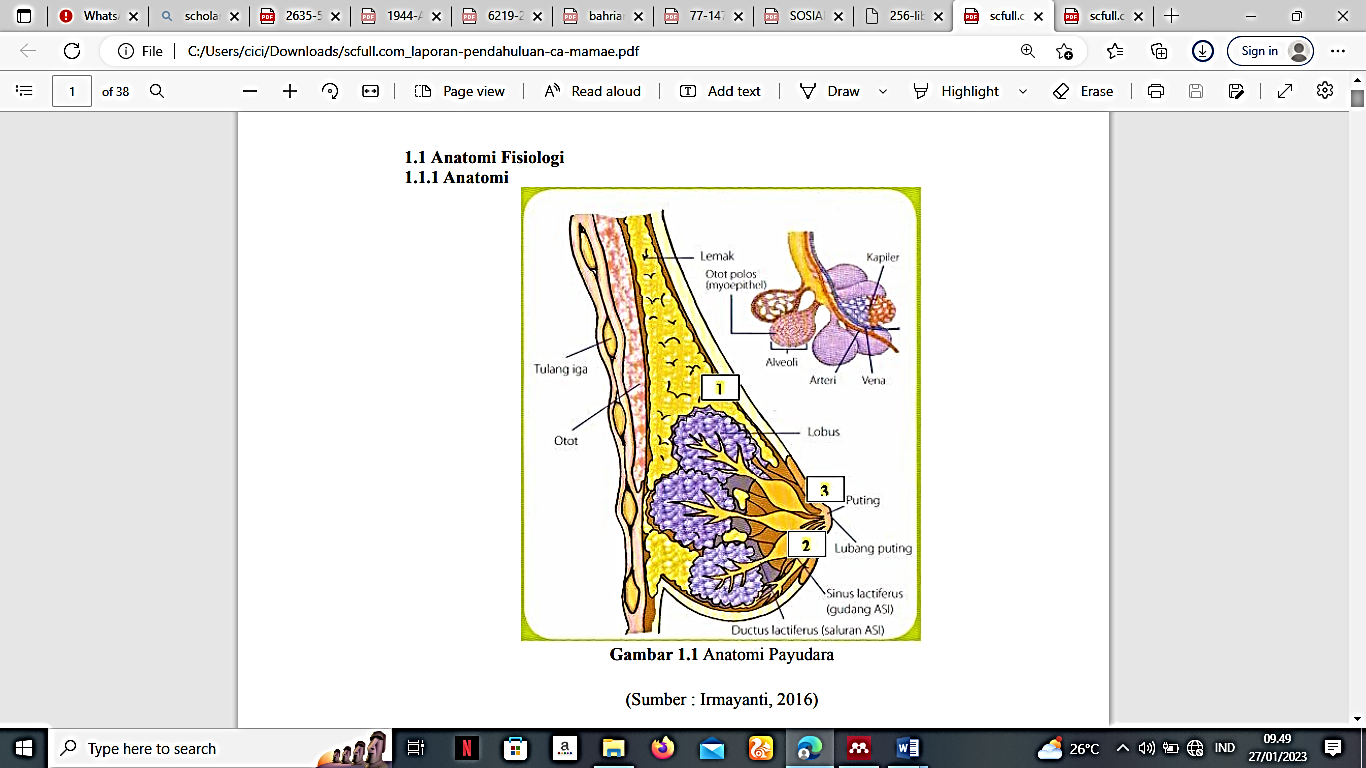 WhatsA
schola
2635-5
1944-A
6219-2
bahria
77-147
SOSIA
256-lib
scfull.c
scfull.c
File
C:/Users/cici/Downloads/scfull.com_laporan-pendahuluan-ca-mamae.pdf
Sign in
1
of 38
Page view
Read aloud
Add text
Draw
Highlight
Erase
1.1 Anatomi Fisiologi
1.1.1 Anatomi
Lemak
Otot polos
(myoepithel)
Kapiler
Tulang iga
Alveoli
Arteri
Vena
1
Otot
Lobus
3
Puting
2
Lubang puting
Sinus lactiferus
(gudang ASI)
Ductus lactiferus (saluran ASI)
Gambar 1.1 Anatomi Payudara
(Sumber : Irmayanti, 2016)
Type here to search
26°C
IND
09.49
27/01/2023